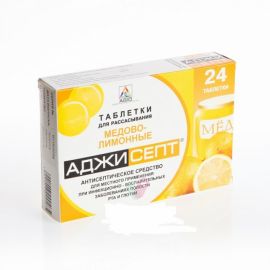 AGIO
ТАБЛЕТКИ
ДЛЯ РАССАСЫВАНИЯ
МЕДОВО-
ЛИМОННЫЕ
АДЖИСЕПТ®
АНТИСЕПТИЧЕСКОЕ СРЕДСТВО
ДЛЯ МЕСТНОГО ПРИМЕНЕНИЯ
ПРИ ИНФЕКЦИОННО - ВОСПАЛИТЕЛЬНЫХ
ЗАБОЛЕВАНИЯХ ПОЛОСТИ
РТА И ГЛОТКИ
24
ТАБЛЕТКИ
МЁД